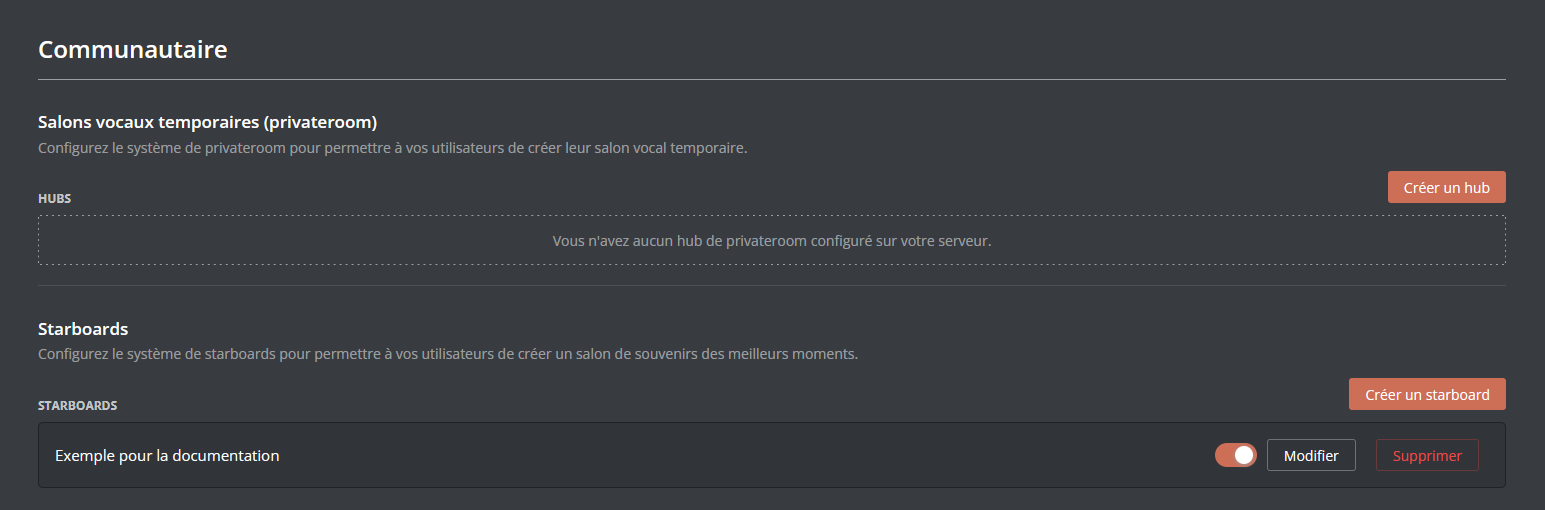 Communautaire
Salons vocaux temporaires (privateroom)
Configurez le système de privateroom pour permettre à vos utilisateurs de créer leur salon vocal temporaire.
Créer un hub
HUBS
Vous n'avez aucun hub de privateroom configuré sur votre serveur.
Starboards
Configurez le système de starboards pour permettre à vos utilisateurs de créer un salon de souvenirs des meilleurs moments.
Créer un starboard
STARBOARDS
Exemple pour la documentation
Modifier
Supprimer